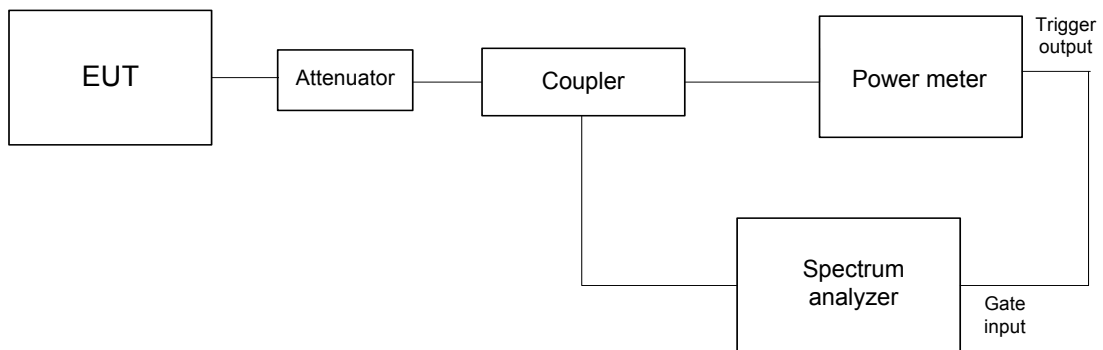 EUT
Attenuator
Coupler
Power meter
Trigger
output
Spectrum
analyzer
Gate
input